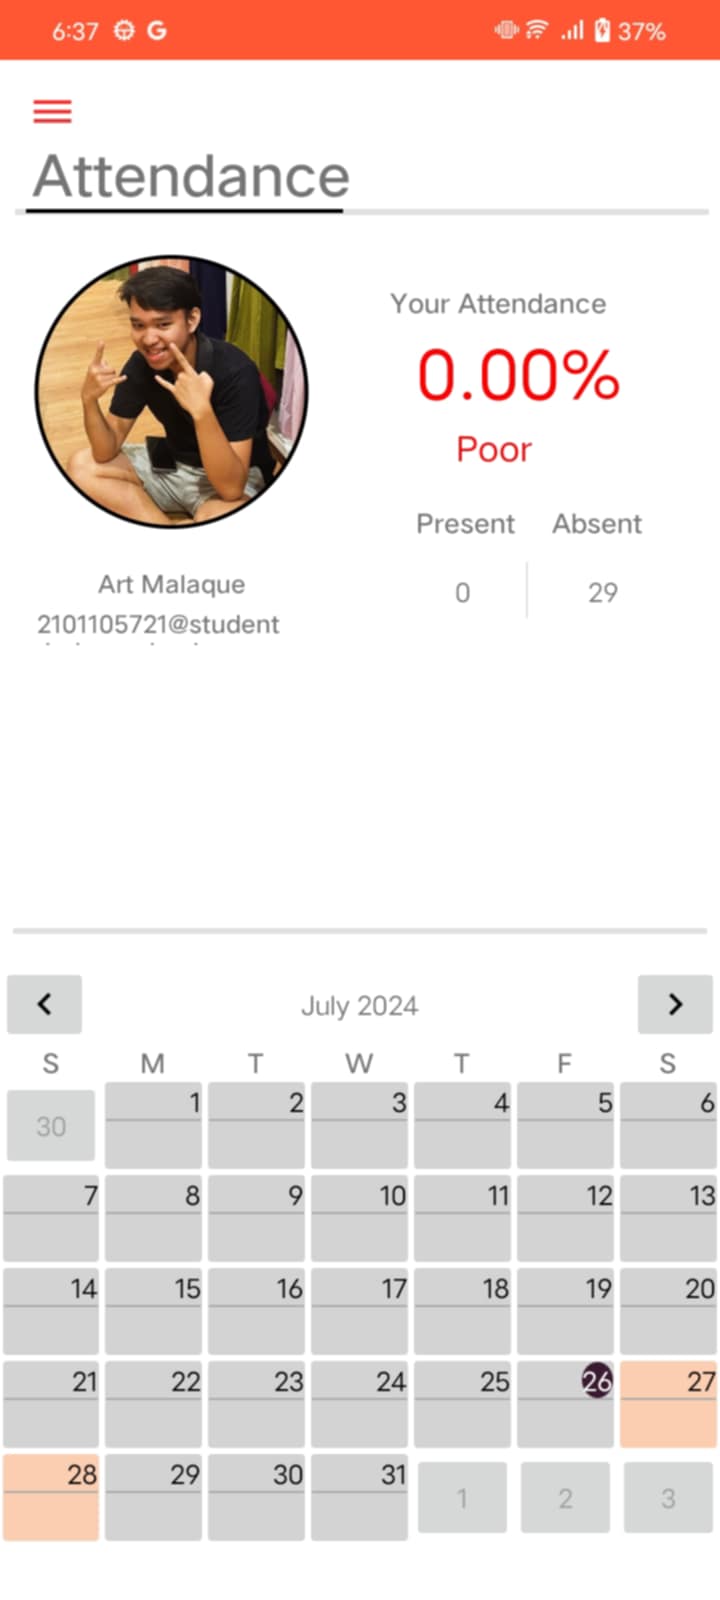 6:37 G 37%
Attendance
Your Attendance
0.00%
Poor
Present Absent
0 29
Art Malaque
2101105721@student
July 2024
S M T W T F S
30 1 2 3 4 5 6
7 8 9 10 11 12 13
14 15 16 17 18 19 20
21 22 23 24 25 26 27
28 29 30 31 1 2 3